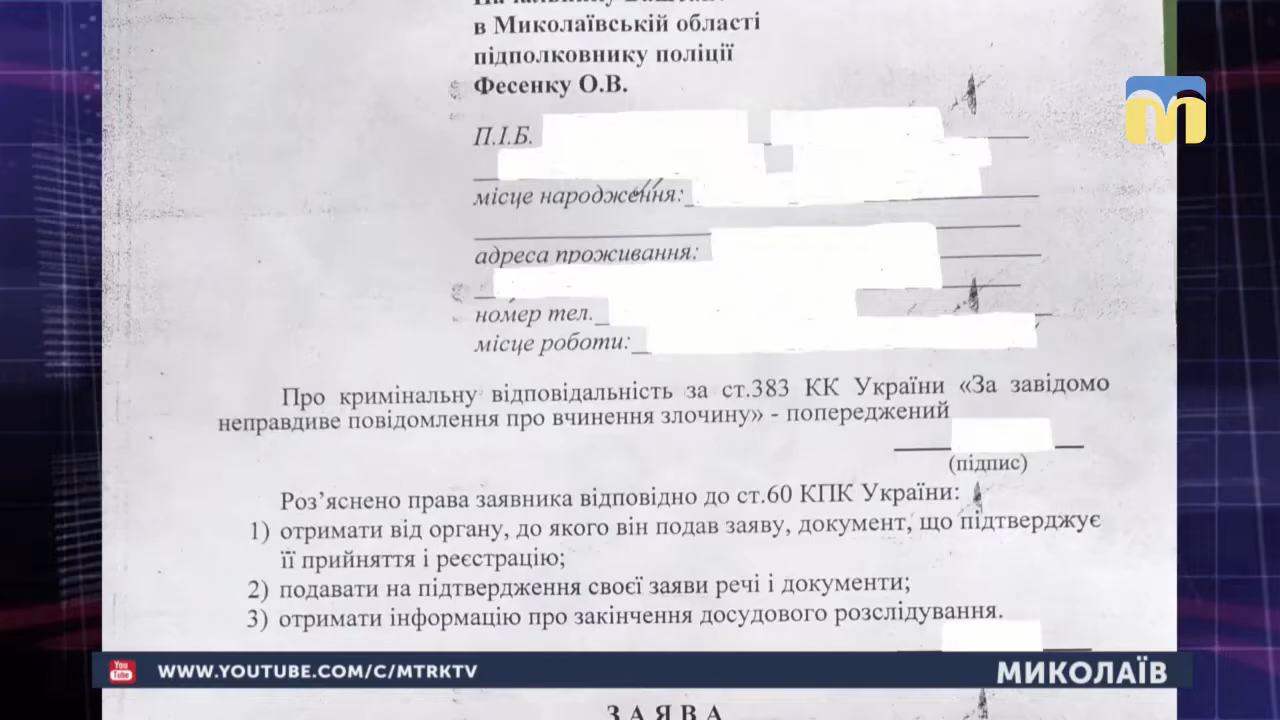 в Миколаївській області
підполковнику поліції
Фесенку О.В.
П.І.Б.
місце народження:
адреса проживання:
номер тел.
місце роботи:
Про кримінальну відповідальність за ст.383 КК України «За завідомо
неправдиве повідомлення про вчинення злочину» - попереджений
(підпис)
Роз’яснено права заявника відповідно до ст.60 КПК України:
1) отримати від органу, до якого він подав заяву, документ, що підтверджує
її прийняття і реєстрацію;
2) подавати на підтвердження своєї заяви речі і документи;
3) отримати інформацію про закінчення досудового розслідування.
You Tube
WWW.YOUTUBE.COM/C/MTRKTV
МИКОЛАЇВ
ЗАЯВА